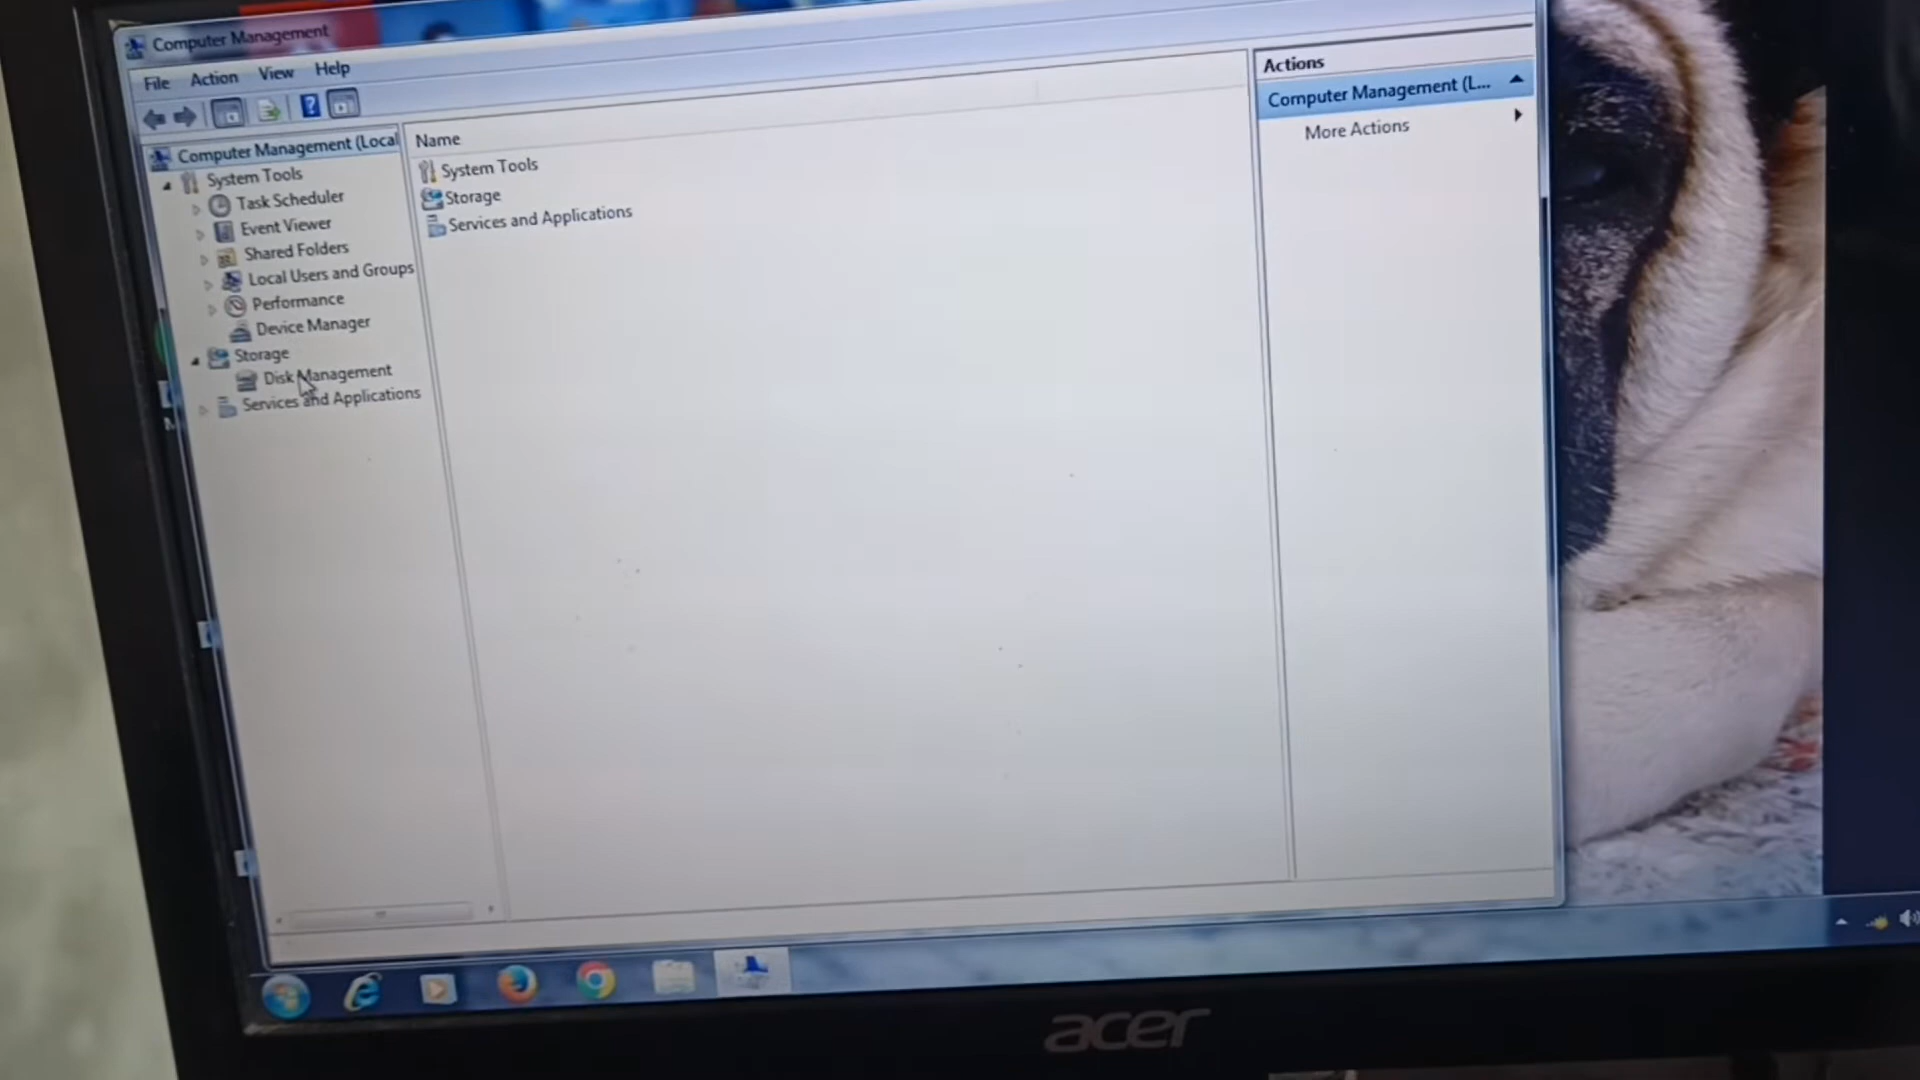 Computer Management
File Action View Help
Computer Management (Local
System Tools
Task Scheduler
Event Viewer
Shared Folders
Local Users and Groups
Performance
Device Manager
Storage
Disk Management
Services and Applications
Name
System Tools
Storage
Services and Applications
Actions
Computer Management (L...
More Actions
acer